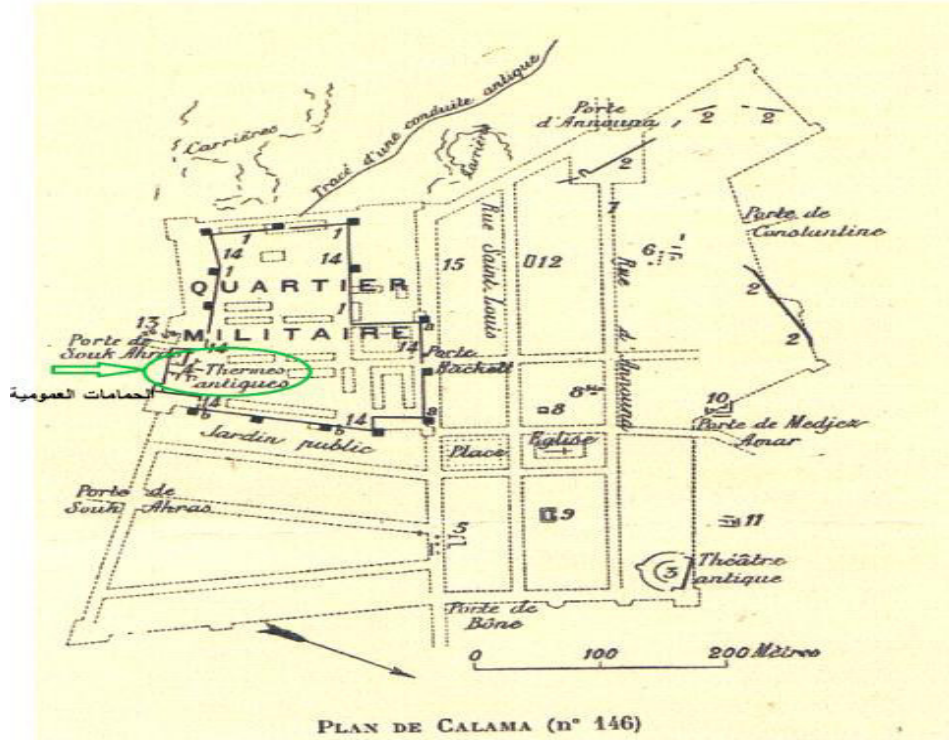 Carrières
Tracé d'une conduite antique
Carrière
Porte
d'Announa
2
2
2
7
Porte de
Constantine
6
1
1
14
14
1
1
15
12
Rue Saint Louis
Rue d'Announa
QUARTIER
MILITAIRE
2
2
13
Porte de
Souk Ahras
14
14
a
Porte
Hackett
4 Thermes
antiques
الحمامات العمومية
8
8
10
Porte de Medjez
Amar
14
b
b
14
a
Jardin public
Place
Eglise
Porte de
Souk Ahras
5
9
11
3
Théâtre
antique
Porte de
Bône
0 100 200 Mètres
PLAN DE CALAMA (n° 146)